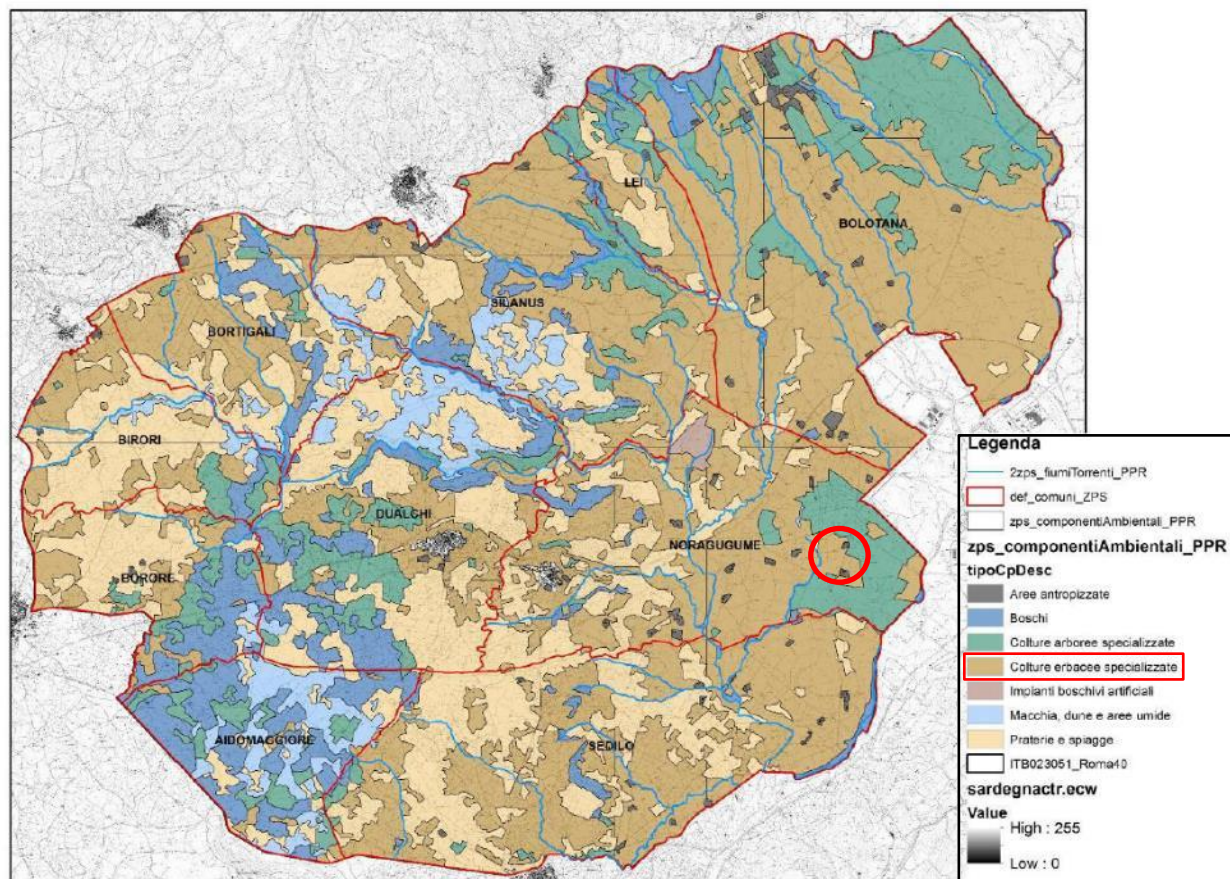 LEI
BOLOTANA
SILANUS
BORTIGALI
BIRORI
DUALCHI
NORAGUGUME
BORORE
AIDOMAGGIORE
SEDILO
Legenda
2zps_fiumiTorrenti_PPR
def_comuni_ZPS
zps_componentiAmbientali_PPR
zps_componentiAmbientali_PPR
tipoCpDesc
Aree antropizzate
Boschi
Colture arboree specializzate
Colture erbacee specializzate
Impianti boschivi artificiali
Macchia, dune e aree umide
Praterie e spiagge
ITB023051_Roma40
sardegnactr.ecw
Value
High : 255
Low : 0